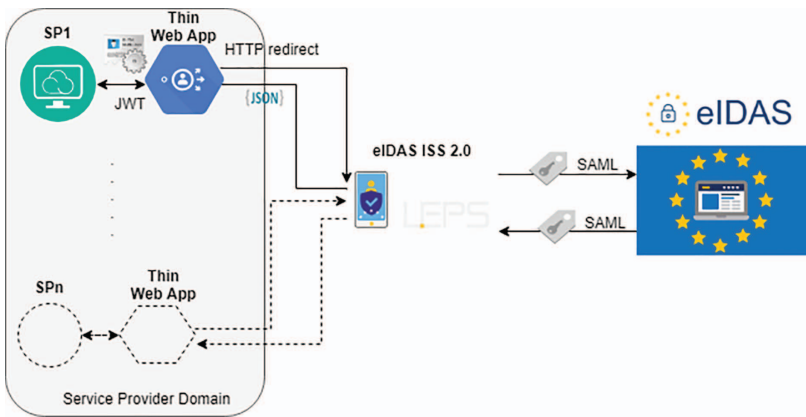 SP1
Thin
Web App
HTTP redirect
JWT
{JSON}
eIDAS ISS 2.0
LEPS
SAML
SAML
eIDAS
SPn
Thin
Web App
Service Provider Domain